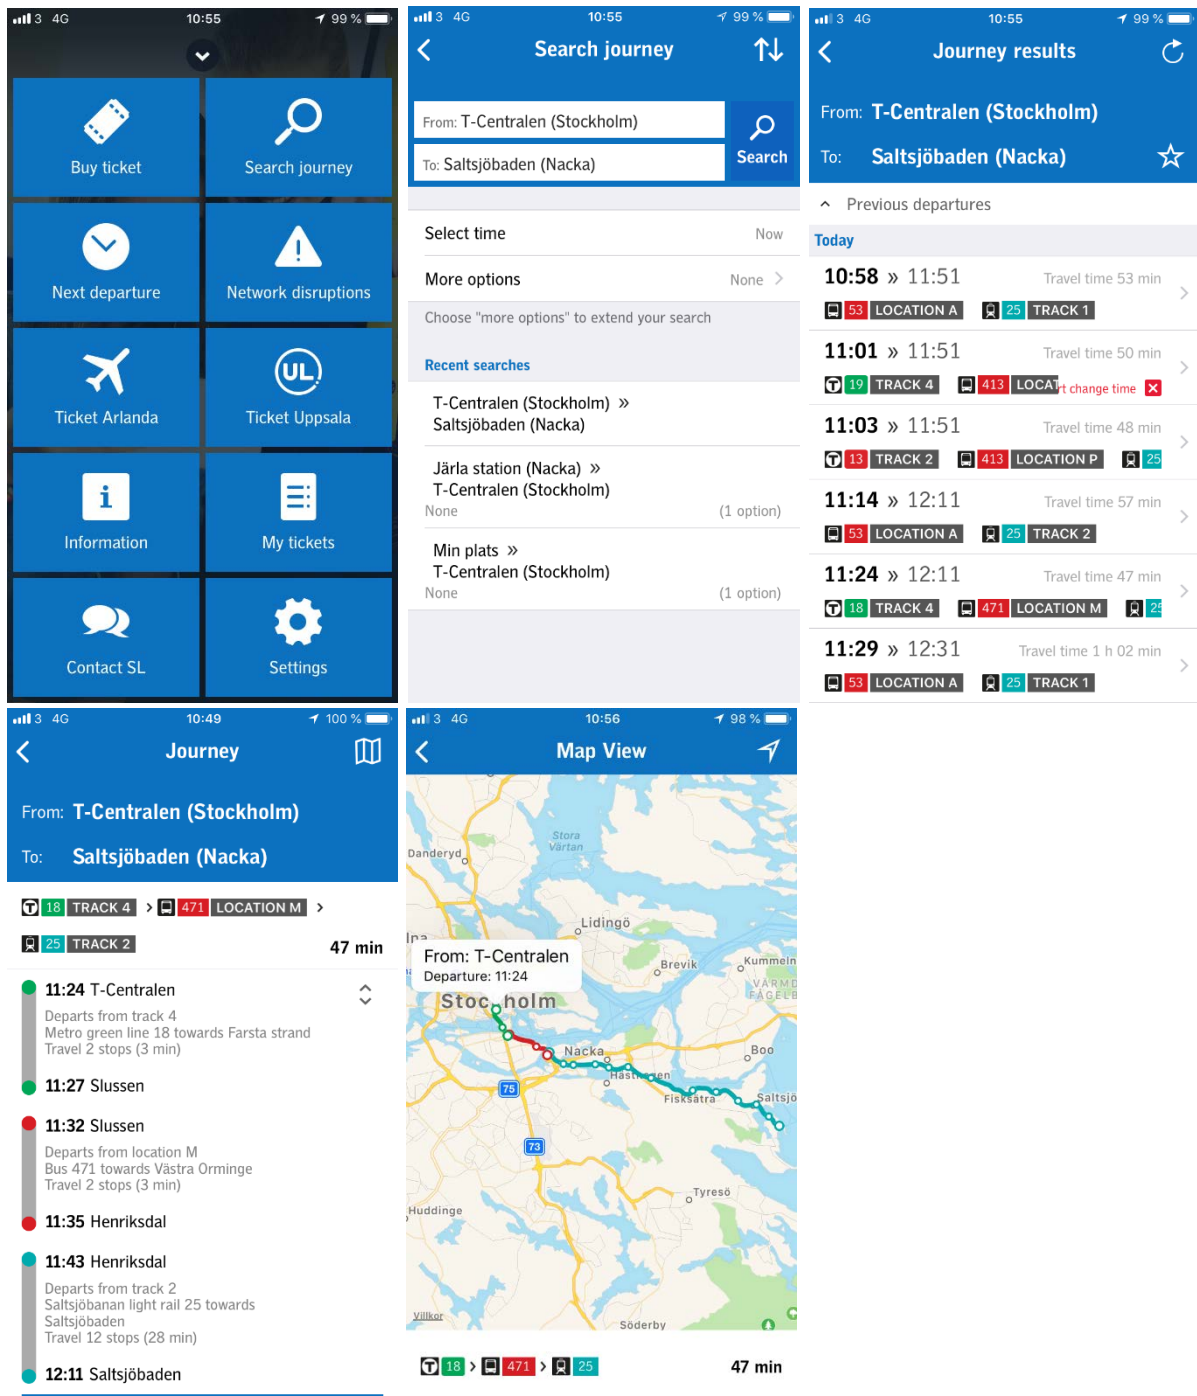 3 4G 10:55 99 %
Buy ticket
Search journey
Next departure
Network disruptions
Ticket Arlanda
UL
Ticket Uppsala
i
Information
My tickets
Contact SL
Settings
3 4G 10:55 99 %
Search journey
From: T-Centralen (Stockholm)
To: Saltsjöbaden (Nacka)
Search
Select time Now
More options None
Choose "more options" to extend your search
Recent searches
T-Centralen (Stockholm) »
Saltsjöbaden (Nacka)
Järla station (Nacka) »
T-Centralen (Stockholm)
None (1 option)
Min plats »
T-Centralen (Stockholm)
None (1 option)
3 4G 10:55 99 %
Journey results
From: T-Centralen (Stockholm)
To: Saltsjöbaden (Nacka)
Previous departures
Today
10:58 » 11:51 Travel time 53 min
53 LOCATION A 25 TRACK 1
11:01 » 11:51 Travel time 50 min
T 19 TRACK 4 413 change time
11:03 » 11:51 Travel time 48 min
T 13 TRACK 2 413 LOCATION P 25
11:14 » 12:11 Travel time 57 min
53 LOCATION A 25 TRACK 2
11:24 » 12:11 Travel time 47 min
T 18 TRACK 4 471 LOCATION M 25
11:29 » 12:31 Travel time 1 h 02 min
53 LOCATION A 25 TRACK 1
3 4G 10:49 100 %
Journey
From: T-Centralen (Stockholm)
To: Saltsjöbaden (Nacka)
T 18 TRACK 4 > 471 LOCATION M >
25 TRACK 2 47 min
11:24 T-Centralen
Departs from track 4
Metro green line 18 towards Farsta strand
Travel 2 stops (3 min)
11:27 Slussen
11:32 Slussen
Departs from location M
Bus 471 towards Västra Orminge
Travel 2 stops (3 min)
11:35 Henriksdal
11:43 Henriksdal
Departs from track 2
Saltsjöbanan light rail 25 towards
Saltsjöbaden
Travel 12 stops (28 min)
12:11 Saltsjöbaden
3 4G 10:56 98 %
Map View
Stora
Värtan
Danderyd
Lidingö
From: T-Centralen
Departure: 11:24
Brevik
Kummeln
VÄRMD
FÅGELB
Stoc holm
Nacka
Boo
Hästhagen
75
Fisksätra
Saltsjö
73
Tyresö
Huddinge
Villkor
Söderby
T 18 > 471 > 25 47 min